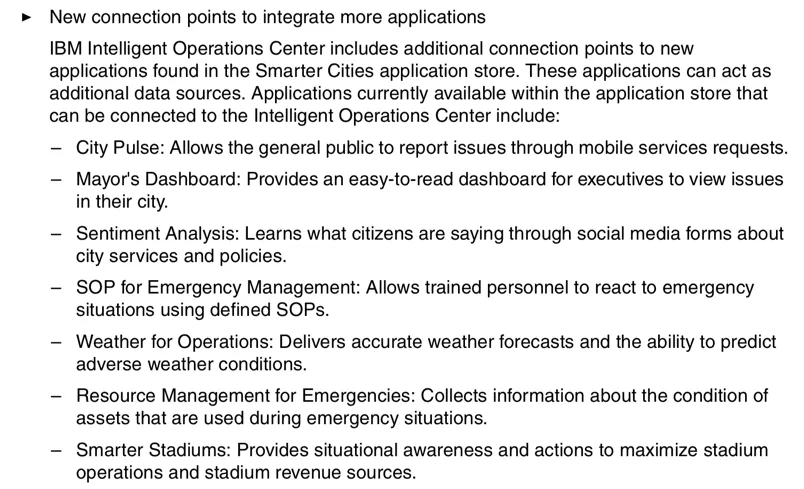 ► New connection points to integrate more applications
IBM Intelligent Operations Center includes additional connection points to new
applications found in the Smarter Cities application store. These applications can act as
additional data sources. Applications currently available within the application store that
can be connected to the Intelligent Operations Center include:
– City Pulse: Allows the general public to report issues through mobile services requests.
– Mayor's Dashboard: Provides an easy-to-read dashboard for executives to view issues
in their city.
– Sentiment Analysis: Learns what citizens are saying through social media forms about
city services and policies.
– SOP for Emergency Management: Allows trained personnel to react to emergency
situations using defined SOPs.
– Weather for Operations: Delivers accurate weather forecasts and the ability to predict
adverse weather conditions.
– Resource Management for Emergencies: Collects information about the condition of
assets that are used during emergency situations.
– Smarter Stadiums: Provides situational awareness and actions to maximize stadium
operations and stadium revenue sources.